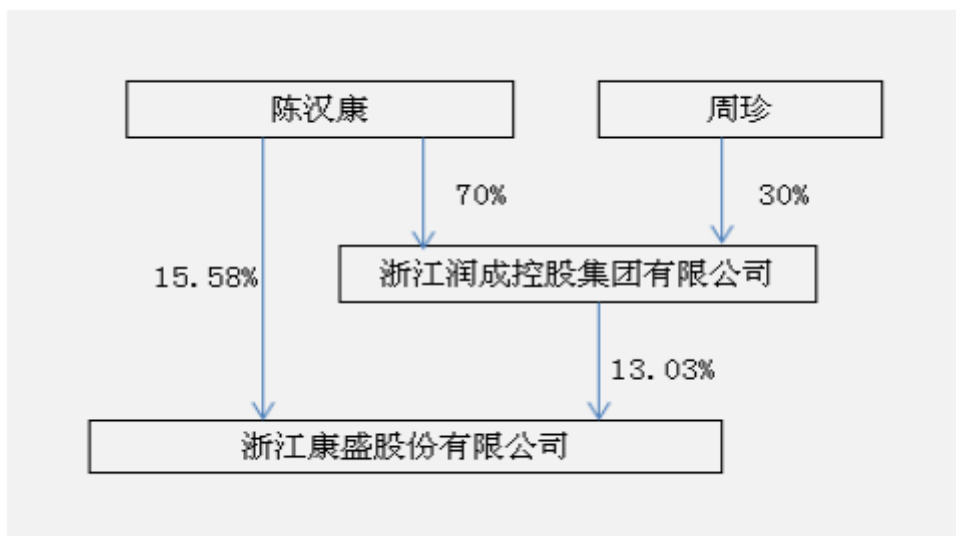 陈汉康
周珍
70%
30%
浙江润成控股集团有限公司
15.58%
13.03%
浙江康盛股份有限公司